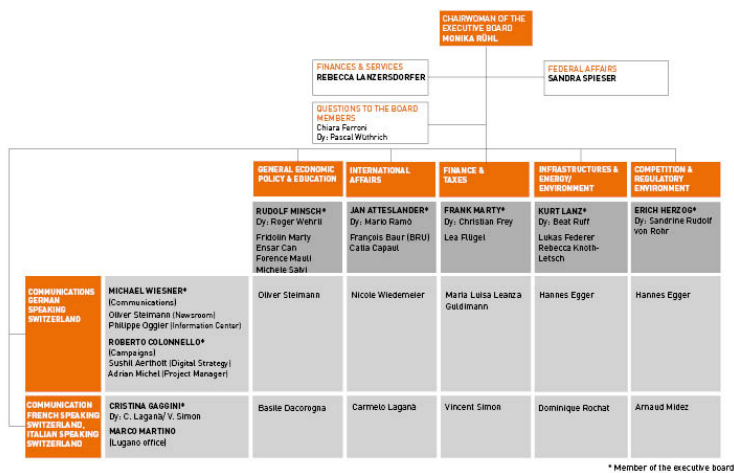 CHAIRWOMAN OF THE
EXECUTIVE BOARD
MONIKA RÜHL
FINANCES & SERVICES
REBECCA LANZERSDORFER
FEDERAL AFFAIRS
SANDRA SPIESER
QUESTIONS TO THE BOARD
MEMBERS
Chiara Ferroni
Dy: Pascal Wüthrich
GENERAL ECONOMIC
POLICY & EDUCATION
INTERNATIONAL
AFFAIRS
FINANCE &
TAXES
INFRASTRUCTURES &
ENERGY/
ENVIRONMENT
COMPETITION &
REGULATORY
ENVIRONMENT
RUDOLF MINSCH*
Dy: Roger Wehrli
Fridolin Marty
Ensar Can
Forence Mauli
Michele Salvi
JAN ATTESLANDER*
Dy: Mario Ramò
François Baur (BRU)
Catia Capaul
FRANK MARTY*
Dy: Christian Frey
Lea Flügel
KURT LANZ*
Dy: Beat Ruff
Lukas Federer
Rebecca Knoth-
Letsch
ERICH HERZOG*
Dy: Sandrine Rudolf
von Rohr
COMMUNICATIONS
GERMAN
SPEAKING
SWITZERLAND
MICHAEL WIESNER*
(Communications)
Oliver Steimann (Newsroom)
Philippe Oggier (Information Center)
ROBERTO COLONNELLO*
(Campaigns)
Sushil Aerthott (Digital Strategy)
Adrian Michel (Project Manager)
Oliver Steimann
Nicole Wiedemeier
Maria Luisa Leanza
Guldimann
Hannes Egger
Hannes Egger
COMMUNICATION
FRENCH SPEAKING
SWITZERLAND,
ITALIAN SPEAKING
SWITZERLAND
CRISTINA GAGGINI*
Dy: C. Laganà/ V. Simon
MARCO MARTINO
(Lugano office)
Basile Dacorogna
Carmelo Laganà
Vincent Simon
Dominique Rochat
Arnaud Midez
* Member of the executive board